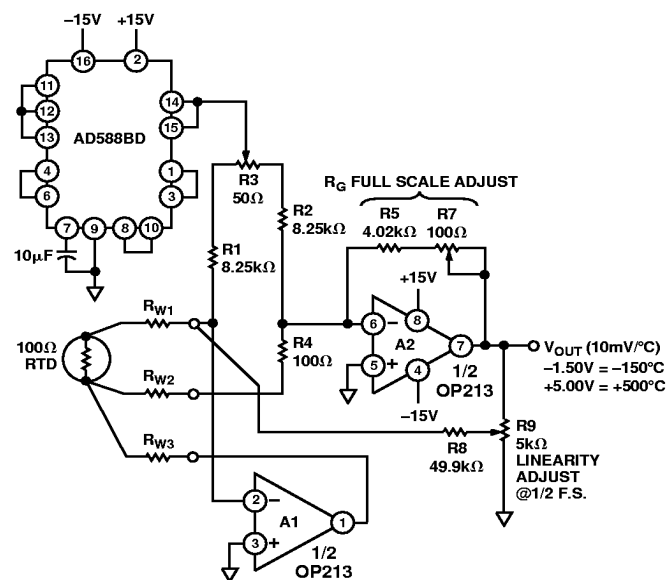 –15V +15V
16 2
11
12
13
14
15
AD588BD
4
6
1
3
7 9 8 10
10µF
R3
50Ω
R1
8.25kΩ
R2
8.25kΩ
RG FULL SCALE ADJUST
R5
4.02kΩ
R7
100Ω
+15V
6 –
8
A2
7
5 +
4
1/2
OP213
–15V
VOUT (10mV/°C)
–1.50V = –150°C
+5.00V = +500°C
100Ω
RTD
RW1
RW2
RW3
R4
100Ω
R8
49.9kΩ
R9
5kΩ
LINEARITY
ADJUST
@1/2 F.S.
2 –
A1
1
3 +
1/2
OP213